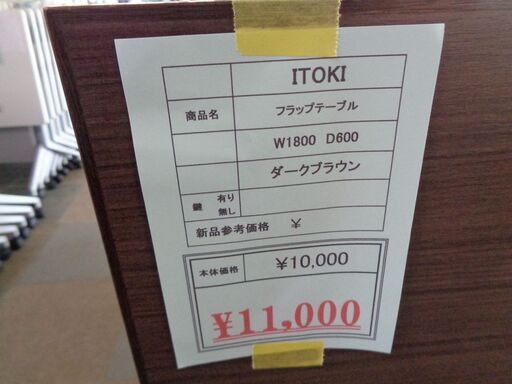 ITOKI
商品名 フラップテーブル
W1800 D600
ダークブラウン
鍵 有り
無し
新品参考価格 ¥
本体価格 ¥10,000
¥11,000